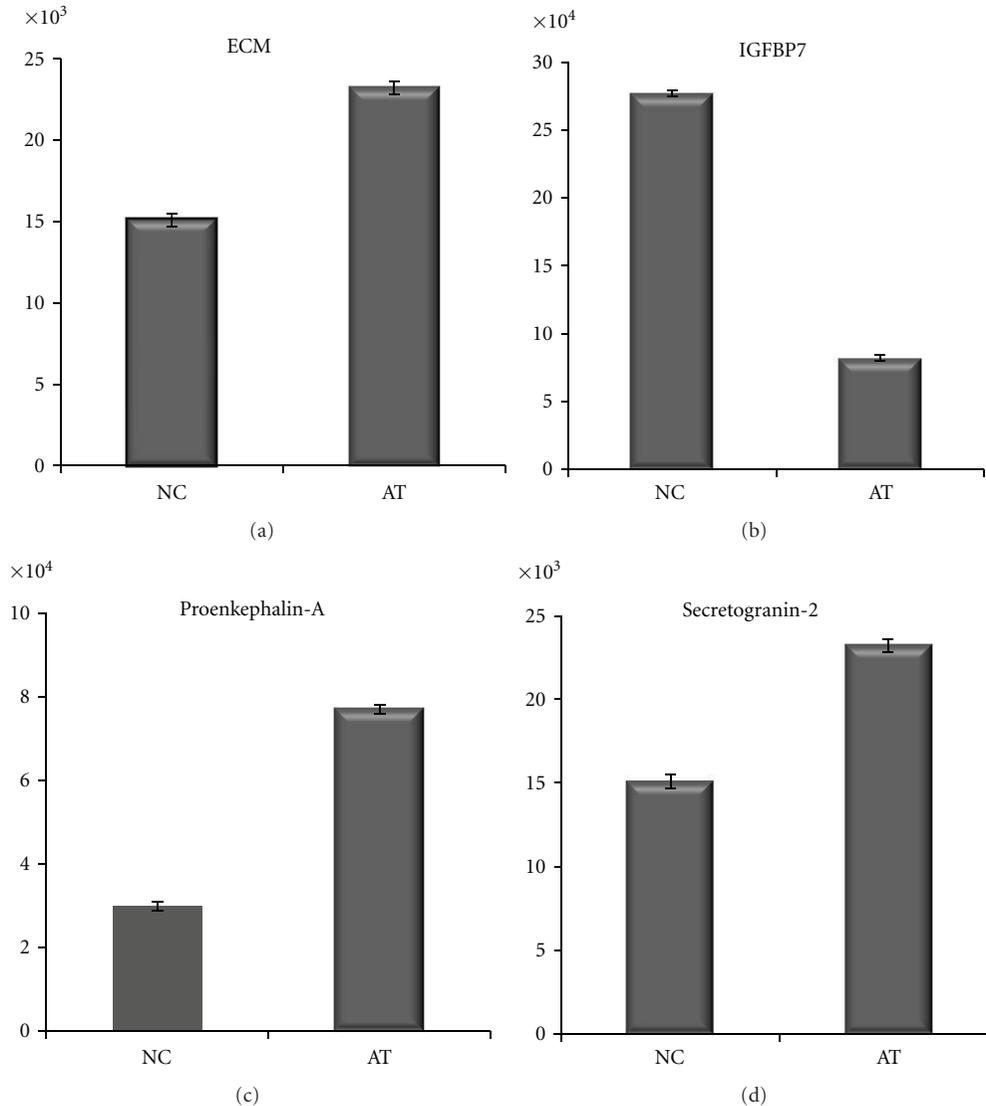 ×10³
ECM
25
20
15
10
5
0
NC AT
(a)
×10⁴
IGFBP7
30
25
20
15
10
5
0
NC AT
(b)
×10⁴
Proenkephalin-A
10
8
6
4
2
0
NC AT
(c)
×10³
Secretogranin-2
25
20
15
10
5
0
NC AT
(d)